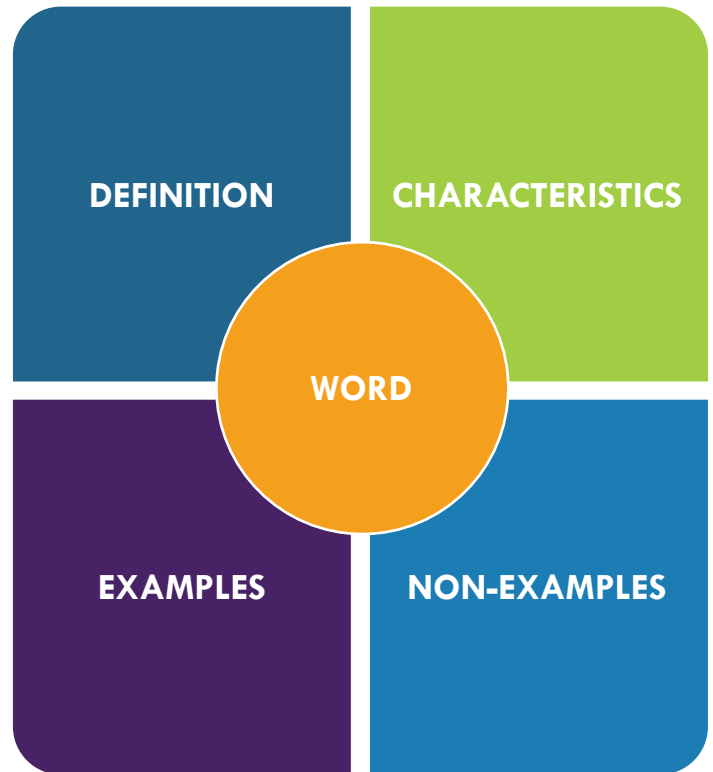 DEFINITION
CHARACTERISTICS
WORD
EXAMPLES
NON-EXAMPLES